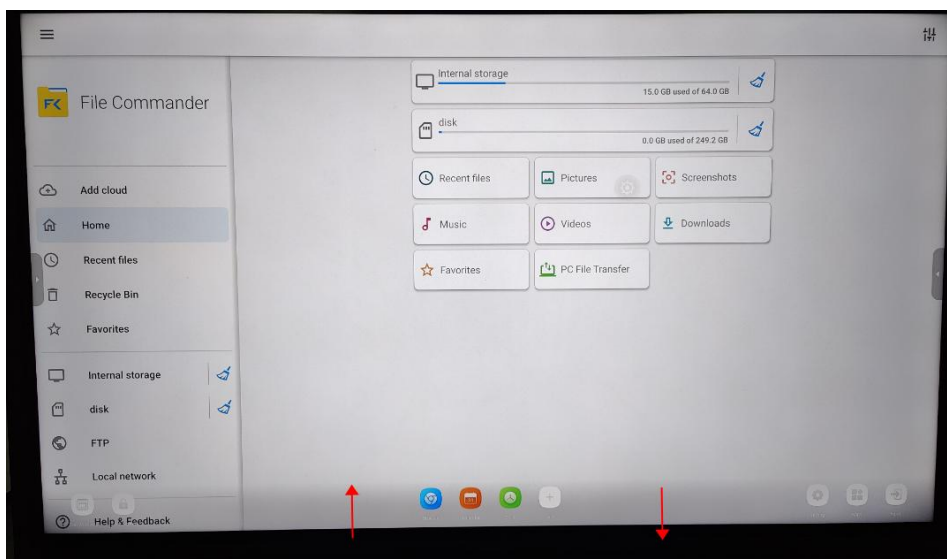 FC
File Commander
Add cloud
Home
Recent files
Recycle Bin
Favorites
Internal storage
disk
FTP
Local network
Help & Feedback
Internal storage
15.0 GB used of 64.0 GB
disk
0.0 GB used of 249.2 GB
Recent files
Pictures
Screenshots
Music
Videos
Downloads
Favorites
PC File Transfer